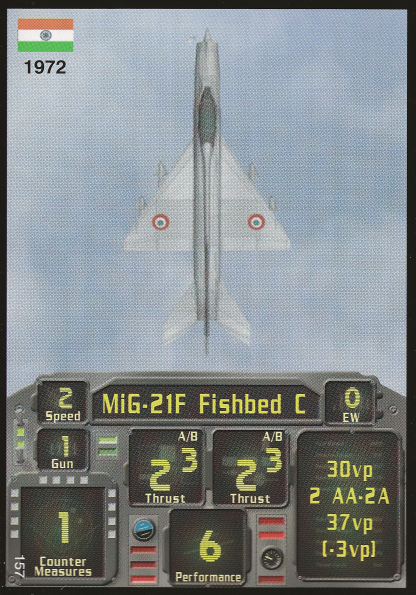 1972
2
Speed
MiG-21F Fishbed C
0
EW
1
Gun
A/B
2 3
Thrust
A/B
2 3
Thrust
30vp
2 AA-2A
37vp
(-3vp)
1
Counter
Measures
6
Performance
157